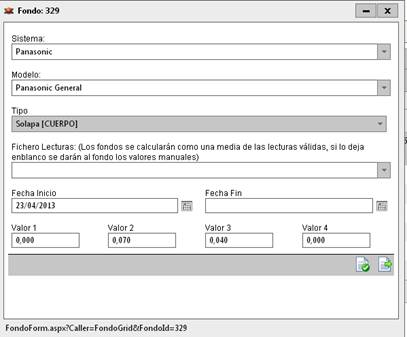 Fondo: 329
Sistema:
Panasonic
Modelo:
Panasonic General
Tipo
Solapa [CUERPO]
Fichero Lecturas: (Los fondos se calcularán como una media de las lecturas válidas, si lo deja
enblanco se darán al fondo los valores manuales)
Fecha Inicio Fecha Fin
23/04/2013
Valor 1 Valor 2 Valor 3 Valor 4
0,000 0,070 0,040 0,000
FondoForm.aspx?Caller=FondoGrid&FondoId=329